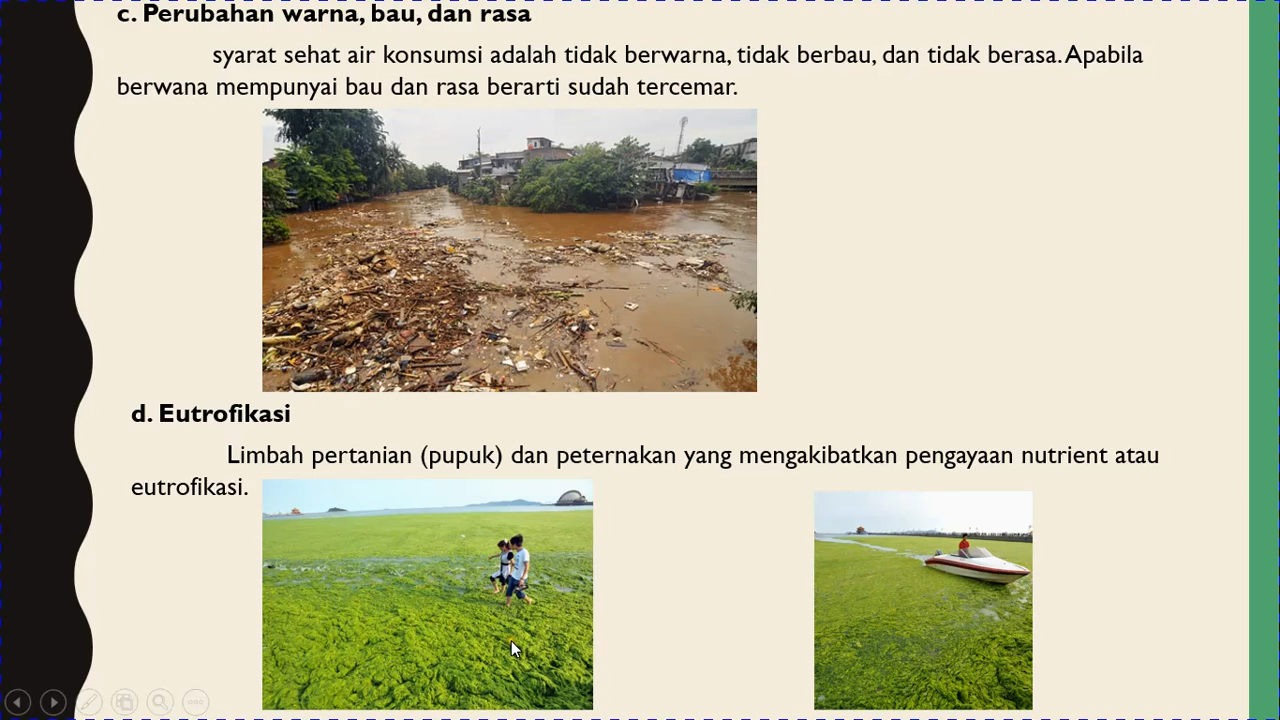 c. Perubahan warna, bau, dan rasa
syarat sehat air konsumsi adalah tidak berwarna, tidak berbau, dan tidak berasa. Apabila
berwana mempunyai bau dan rasa berarti sudah tercemar.
d. Eutrofikasi
Limbah pertanian (pupuk) dan peternakan yang mengakibatkan pengayaan nutrient atau
eutrofikasi.